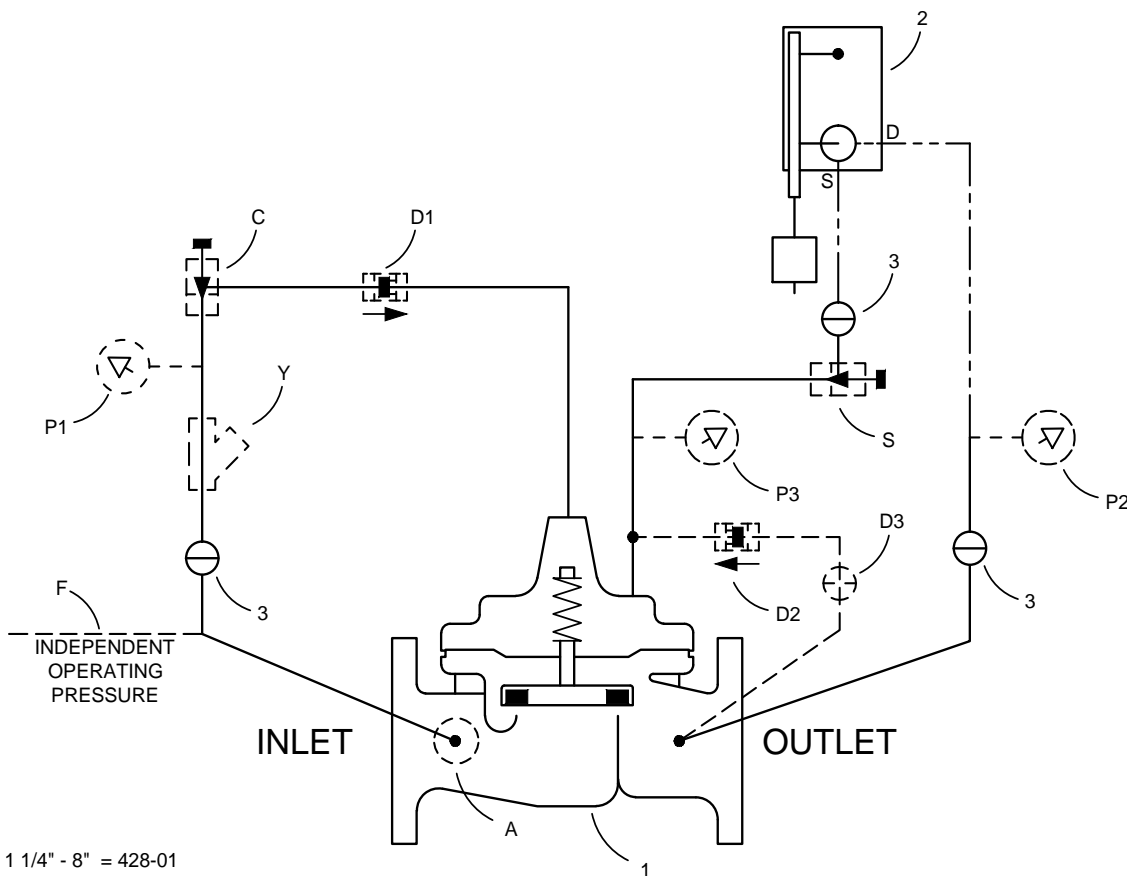 2
D
S
C
D1
3
P1
Y
S
P3
P2
D3
F
3
D2
3
INDEPENDENT
OPERATING
PRESSURE
INLET
OUTLET
A
1
1 1/4" - 8" = 428-01